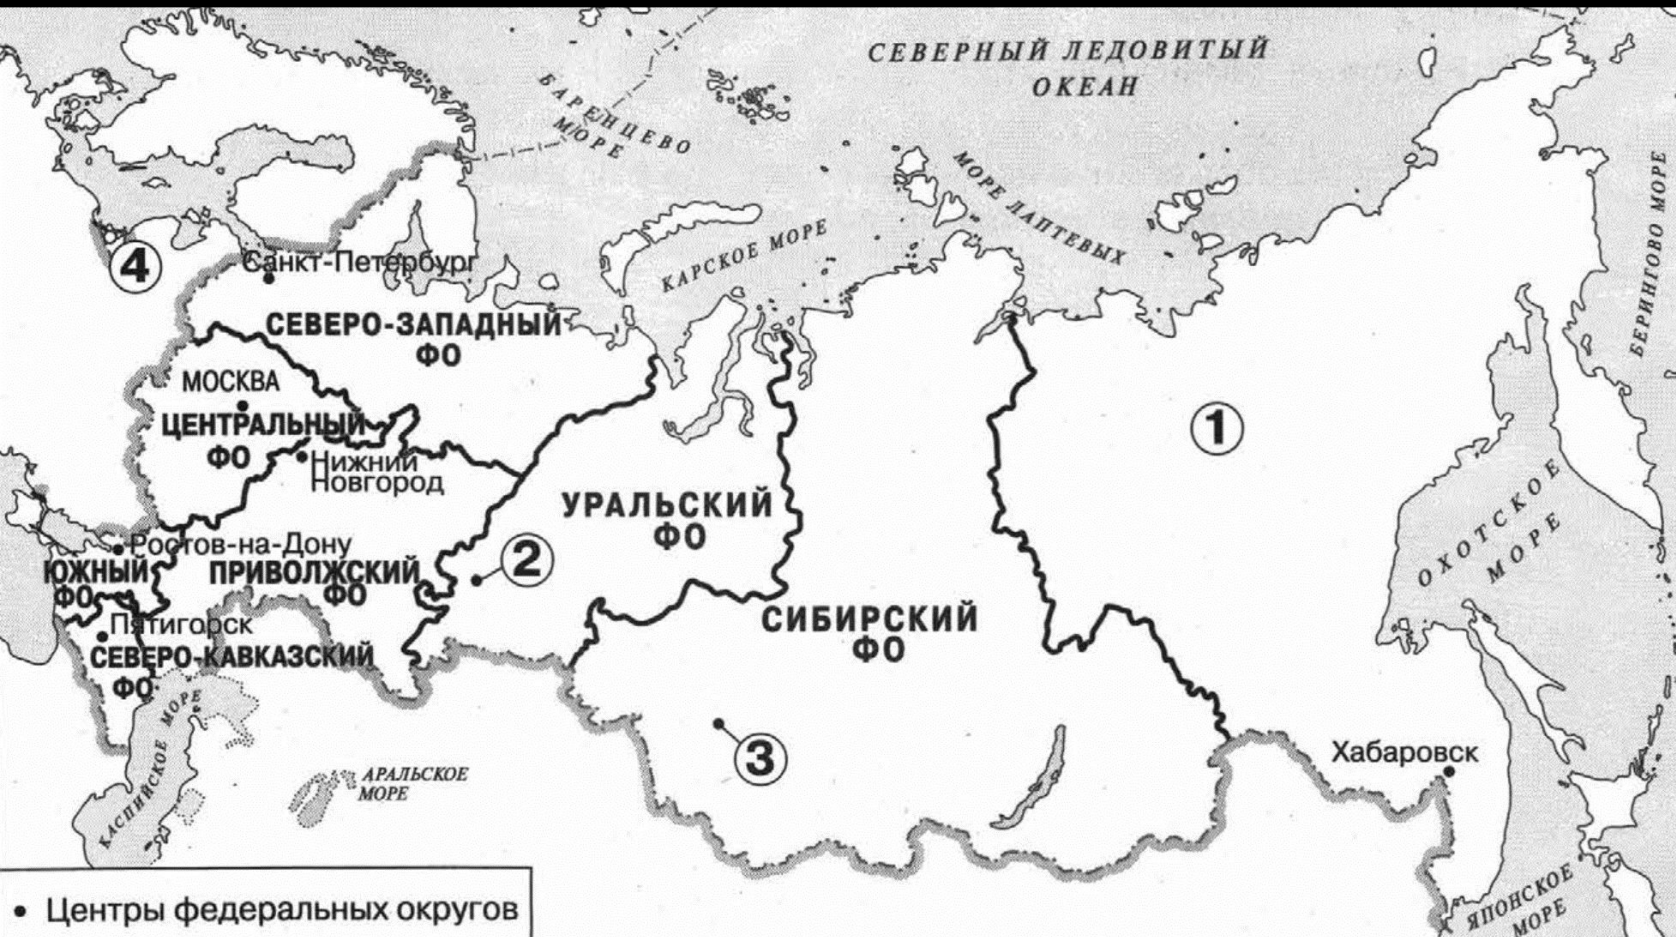 СЕВЕРНЫЙ ЛЕДОВИТЫЙ
ОКЕАН
БАРЕНЦЕВО
МОРЕ
МОРЕ ЛАПТЕВЫХ
КАРСКОЕ МОРЕ
БЕРИНГОВО МОРЕ
4
Санкт-Петербург
СЕВЕРО-ЗАПАДНЫЙ
ФО
МОСКВА
ЦЕНТРАЛЬНЫЙ
ФО
Нижний
Новгород
1
УРАЛЬСКИЙ
ФО
ОХОТСКОЕ
МОРЕ
Ростов-на-Дону
ЮЖНЫЙ
ФО
ПРИВОЛЖСКИЙ
ФО
2
Пятигорск
СЕВЕРО-КАВКАЗСКИЙ
ФО
СИБИРСКИЙ
ФО
3
Хабаровск
КАСПИЙСКОЕ МОРЕ
АРАЛЬСКОЕ
МОРЕ
ЯПОНСКОЕ
МОРЕ
• Центры федеральных округов